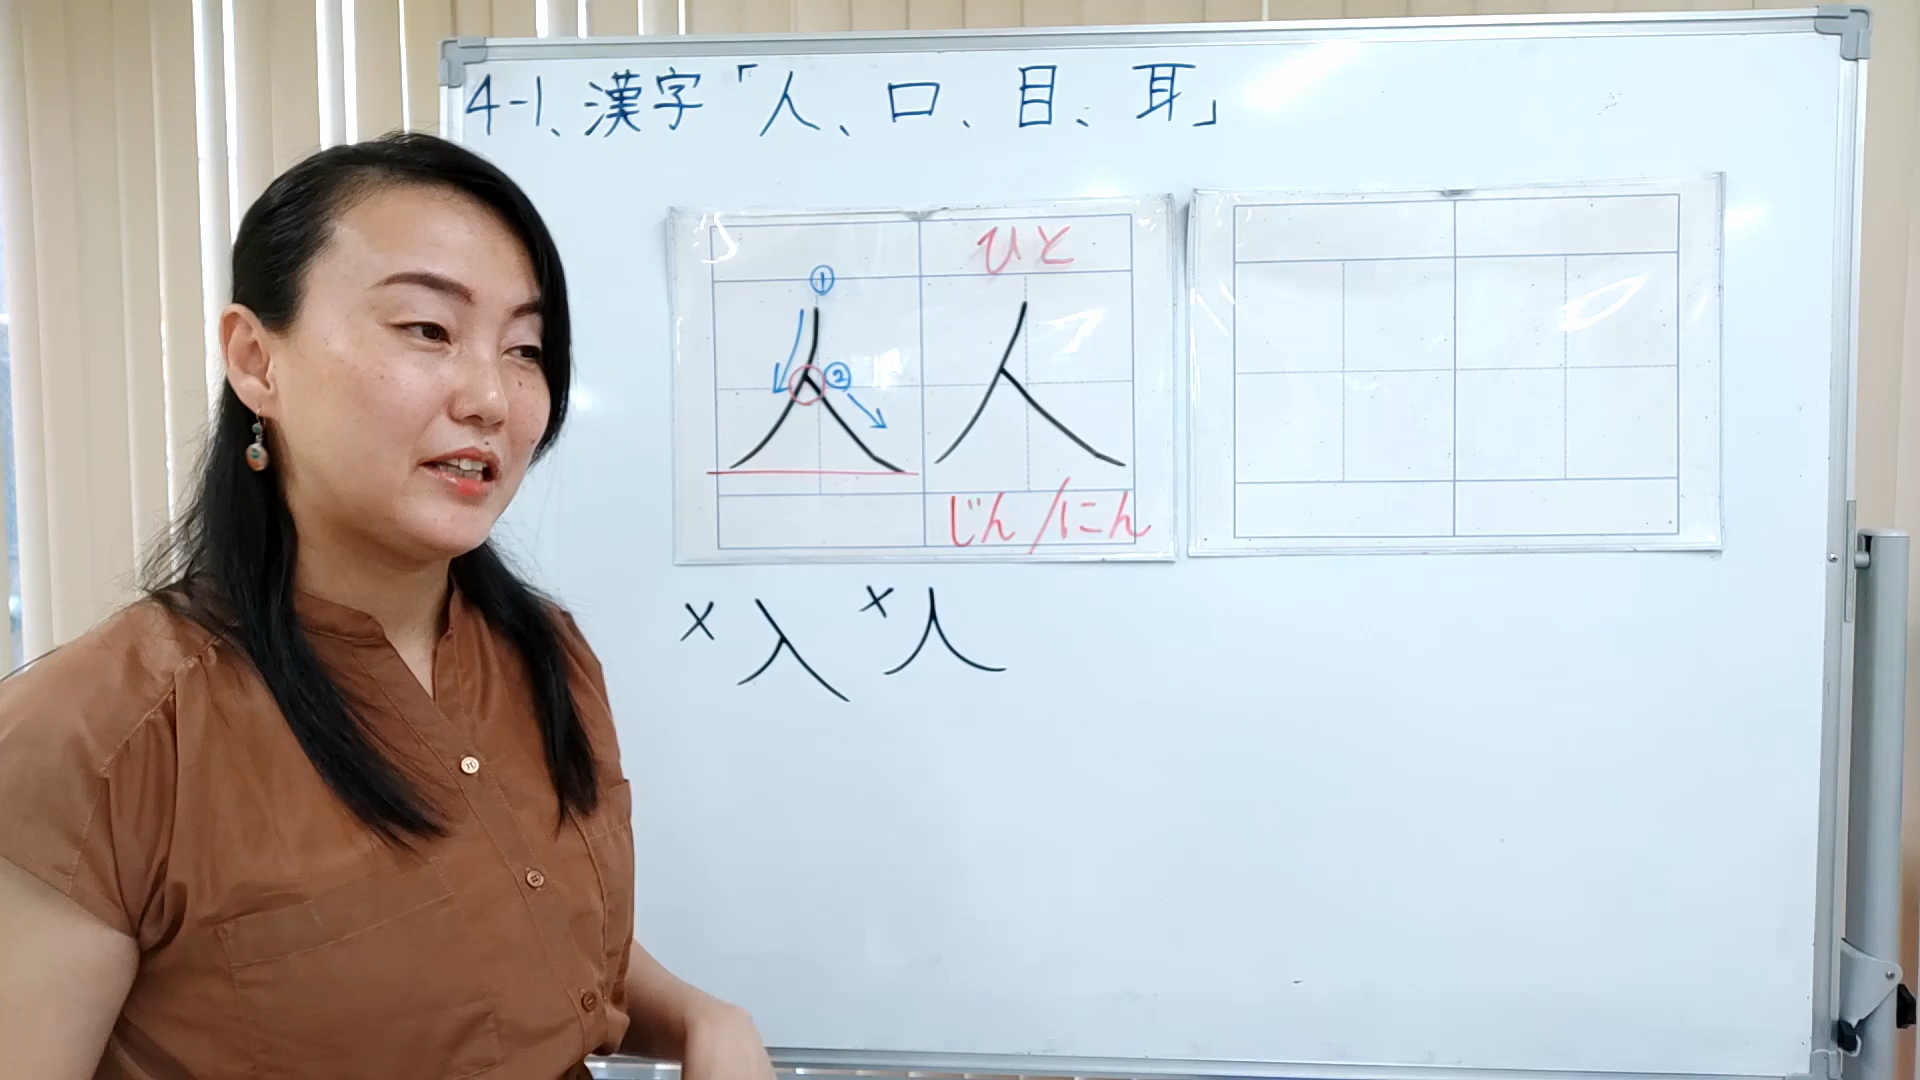 4-1、漢字「人、口、目、耳」
① ひと
② 人 人
じん/にん
× 入 × 人